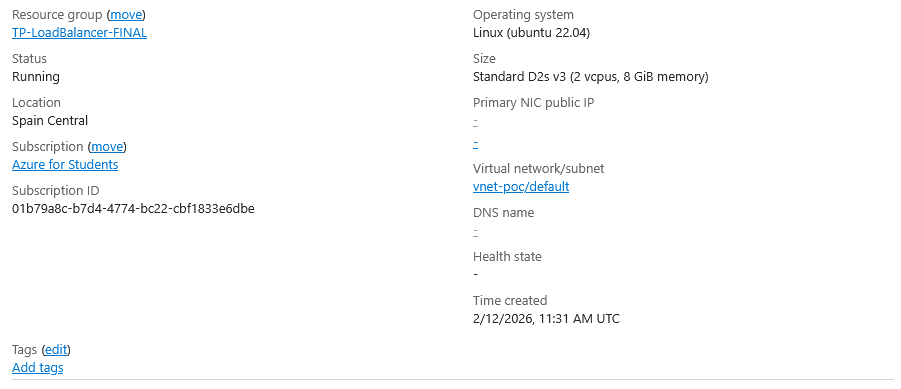 Resource group (move)
TP-LoadBalancer-FINAL
Status
Running
Location
Spain Central
Subscription (move)
Azure for Students
Subscription ID
01b79a8c-b7d4-4774-bc22-cbf1833e6dbe
Operating system
Linux (ubuntu 22.04)
Size
Standard D2s v3 (2 vcpus, 8 GiB memory)
Primary NIC public IP
-
-
Virtual network/subnet
vnet-poc/default
DNS name
-
Health state
-
Time created
2/12/2026, 11:31 AM UTC
Tags (edit)
Add tags